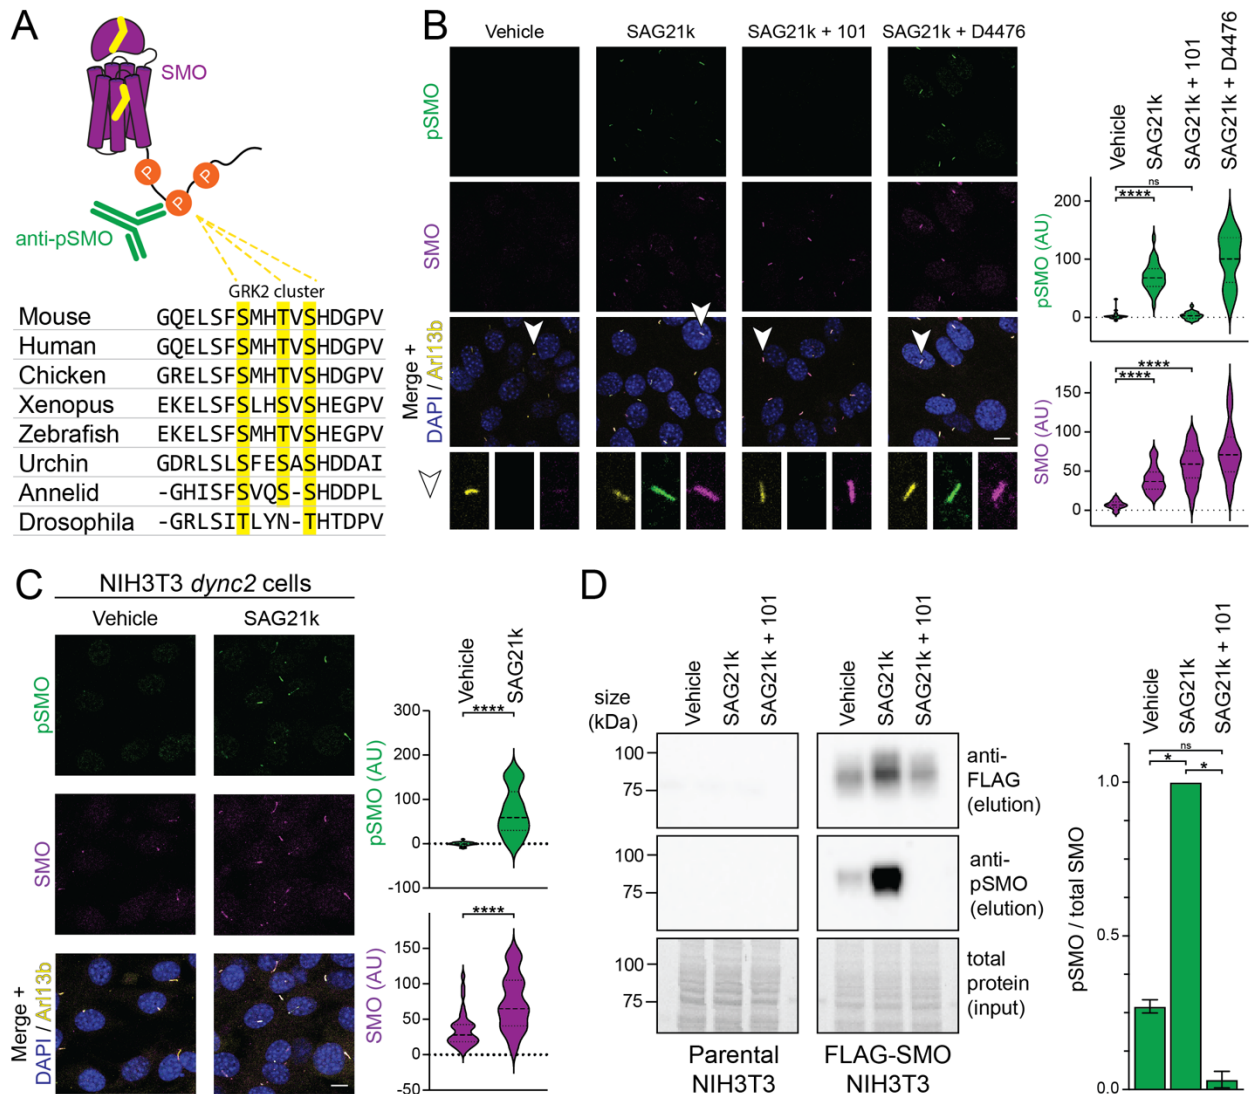 A
SMO
P
P
P
anti-pSMO
GRK2 cluster
Mouse GQELSFSMHTVSHDGPV
Human GQELSFSMHTVSHDGPV
Chicken GRELSFSMHTVSHDGPV
Xenopus EKELSFSLHSVSHEGPV
Zebrafish EKELSFSMHTVSHEGPV
Urchin GDRLSLSFESASHDDAI
Annelid -GHISFSVQS-SHDDPL
Drosophila -GRLSITLYN-THTDPV
B
Vehicle SAG21k SAG21k + 101 SAG21k + D4476
pSMO
SMO
Merge +
DAPI / Arl13b
Vehicle
SAG21k
SAG21k + 101
SAG21k + D4476
ns
****
200
100
0
pSMO (AU)
****
****
150
100
50
0
SMO (AU)
C
NIH3T3 dync2 cells
Vehicle SAG21k
pSMO
SMO
Merge +
DAPI / Arl13b
Vehicle
SAG21k
****
300
200
100
0
-100
pSMO (AU)
****
150
100
50
0
-50
SMO (AU)
D
Vehicle
SAG21k
SAG21k + 101
Vehicle
SAG21k
SAG21k + 101
size
(kDa)
100
75
100
75
anti-
FLAG
(elution)
100
75
100
75
anti-
pSMO
(elution)
100
75
100
75
total
protein
(input)
Parental
NIH3T3
FLAG-SMO
NIH3T3
Vehicle
SAG21k
SAG21k + 101
ns
*
*
1.0
0.5
0.0
pSMO / total SMO